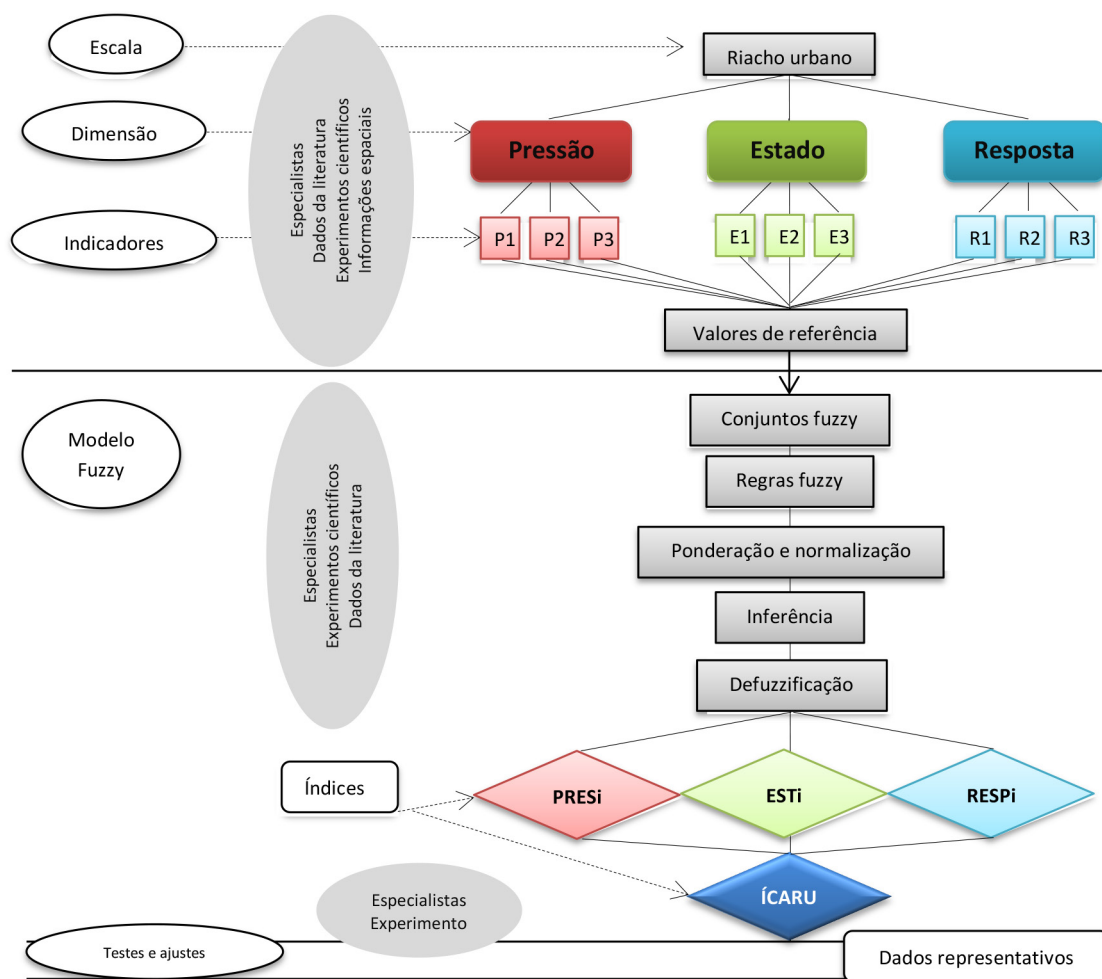 Escala
Riacho urbano
Dimensão
Pressão
Estado
Resposta
Especialistas
Dados da literatura
Experimentos científicos
Informações espaciais
Indicadores
P1
P2
P3
E1
E2
E3
R1
R2
R3
Valores de referência
Modelo
Fuzzy
Especialistas
Experimentos científicos
Dados da literatura
Conjuntos fuzzy
Regras fuzzy
Ponderação e normalização
Inferência
Defuzzificação
Índices
PRESi
ESTi
RESPi
ÍCARU
Especialistas
Experimento
Testes e ajustes
Dados representativos